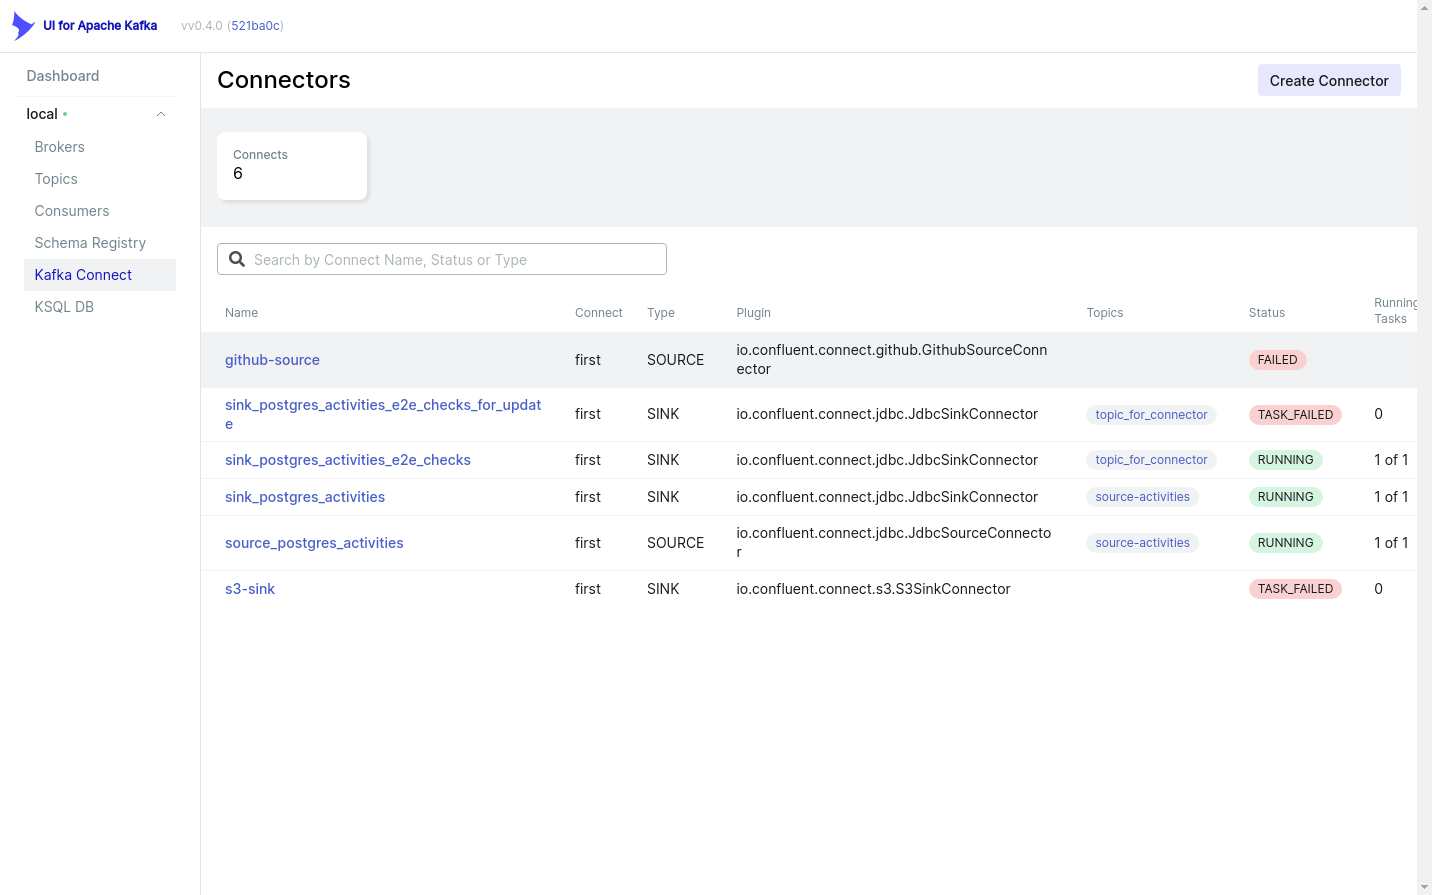 UI for Apache Kafka
vv0.4.0 (521ba0c)
Dashboard
local
Brokers
Topics
Consumers
Schema Registry
Kafka Connect
KSQL DB
Connectors
Create Connector
Connects
6
Search by Connect Name, Status or Type
Name Connect Type Plugin Topics Status Running
Tasks
github-source first SOURCE io.confluent.connect.github.GithubSourceConn
ector FAILED
sink_postgres_activities_e2e_checks_for_updat
e first SINK io.confluent.connect.jdbc.JdbcSinkConnector topic_for_connector TASK_FAILED 0
sink_postgres_activities_e2e_checks first SINK io.confluent.connect.jdbc.JdbcSinkConnector topic_for_connector RUNNING 1 of 1
sink_postgres_activities first SINK io.confluent.connect.jdbc.JdbcSinkConnector source-activities RUNNING 1 of 1
source_postgres_activities first SOURCE io.confluent.connect.jdbc.JdbcSourceConnecto
r source-activities RUNNING 1 of 1
s3-sink first SINK io.confluent.connect.s3.S3SinkConnector TASK_FAILED 0